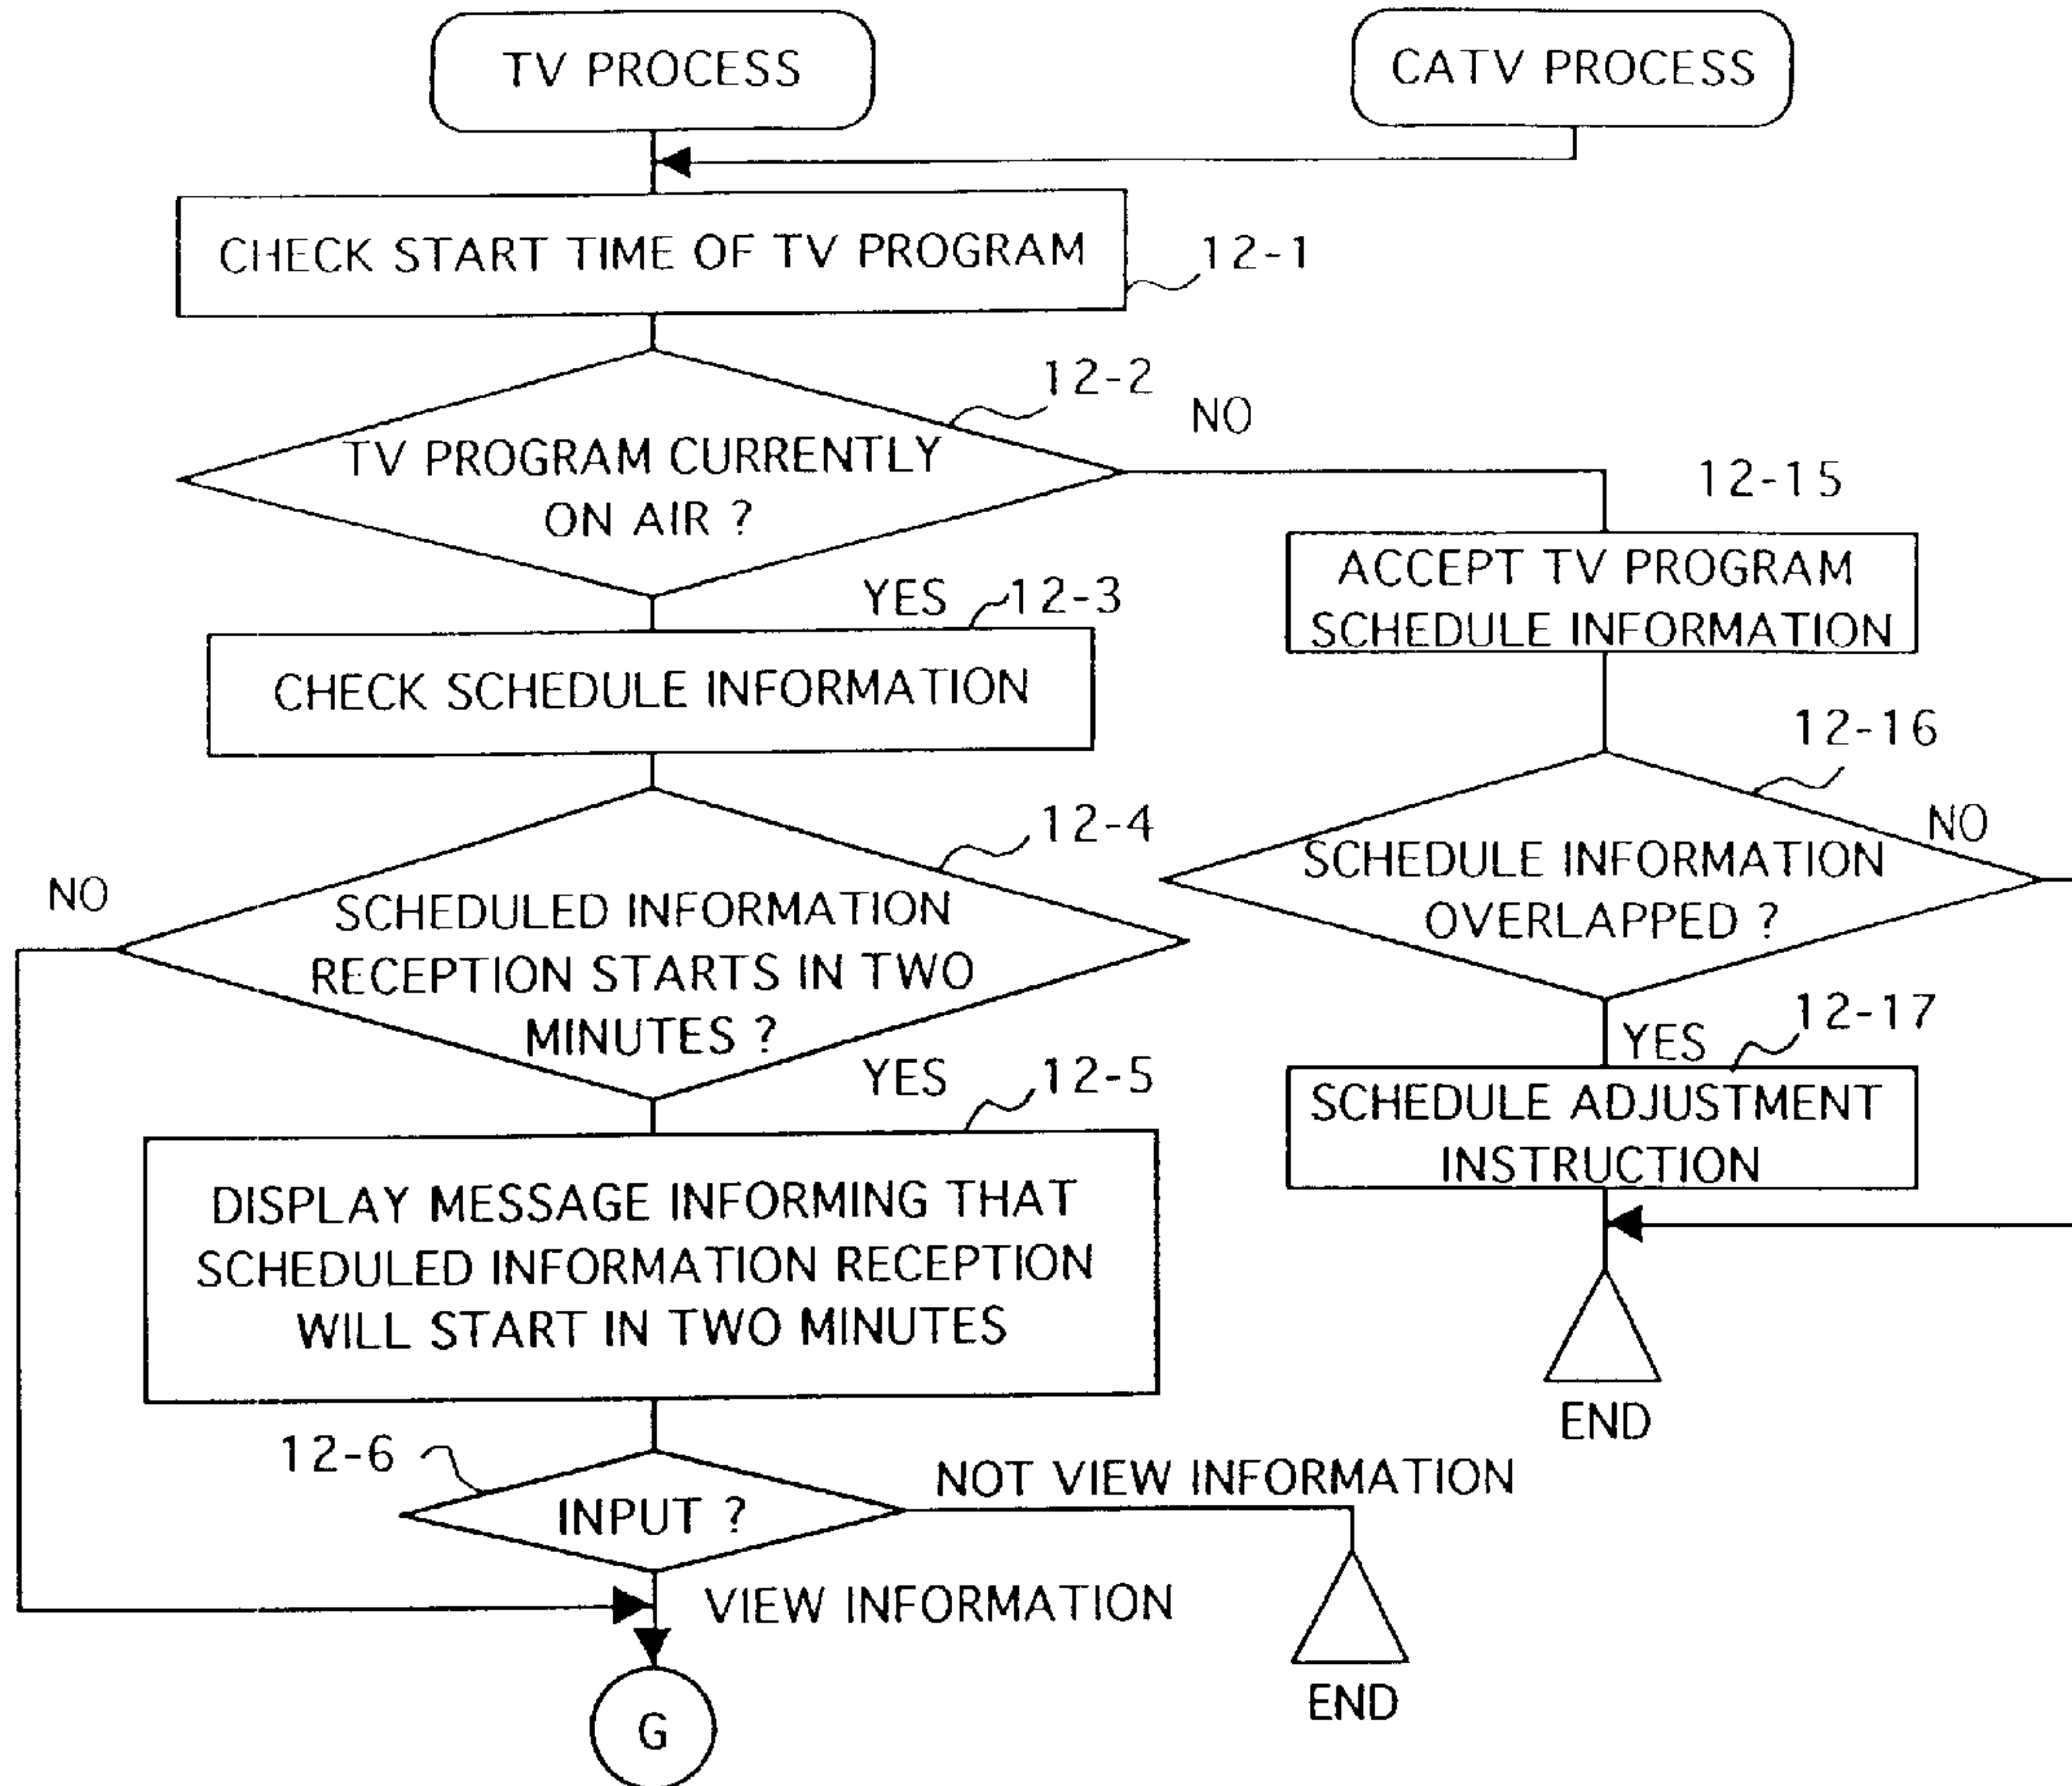 TV PROCESS
CATV PROCESS
CHECK START TIME OF TV PROGRAM
12-1
12-2
NO
TV PROGRAM CURRENTLY
ON AIR ?
12-15
ACCEPT TV PROGRAM
SCHEDULE INFORMATION
YES
12-3
CHECK SCHEDULE INFORMATION
12-16
NO
SCHEDULE INFORMATION
OVERLAPPED ?
12-4
NO
SCHEDULED INFORMATION
RECEPTION STARTS IN TWO
MINUTES ?
YES
12-17
SCHEDULE ADJUSTMENT
INSTRUCTION
YES
12-5
DISPLAY MESSAGE INFORMING THAT
SCHEDULED INFORMATION RECEPTION
WILL START IN TWO MINUTES
END
12-6
INPUT ?
NOT VIEW INFORMATION
VIEW INFORMATION
END
G